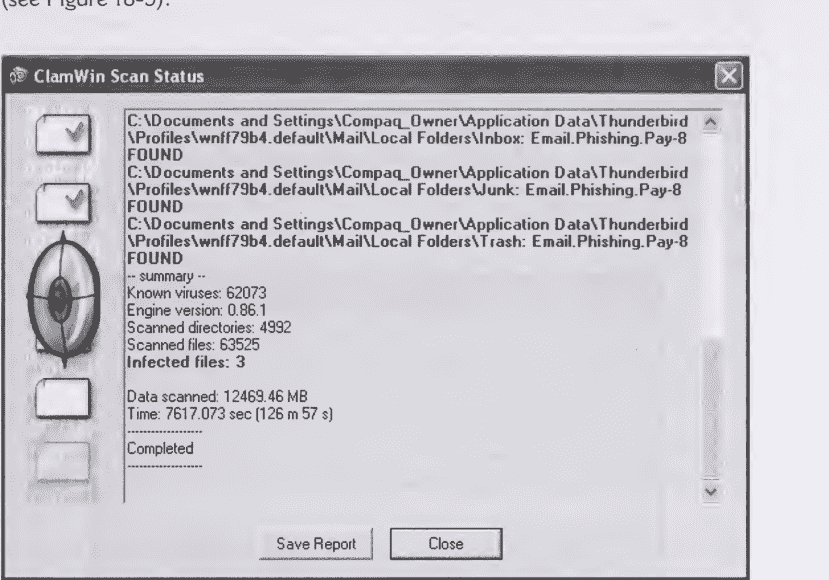 (see Figure 18-5).
ClamWin Scan Status
C:\Documents and Settings\Compaq_Owner\Application Data\Thunderbird
\Profiles\wnff79b4.default\Mail\Local Folders\Inbox: Email.Phishing.Pay-8
FOUND
C:\Documents and Settings\Compaq_Owner\Application Data\Thunderbird
\Profiles\wnff79b4.default\Mail\Local Folders\Junk: Email.Phishing.Pay-8
FOUND
C:\Documents and Settings\Compaq_Owner\Application Data\Thunderbird
\Profiles\wnff79b4.default\Mail\Local Folders\Trash: Email.Phishing.Pay-8
FOUND
-- summary --
Known viruses: 62073
Engine version: 0.86.1
Scanned directories: 4992
Scanned files: 63525
Infected files: 3
Data scanned: 12469.46 MB
Time: 7617.073 sec (126 m 57 s)
--------------------
Completed
--------------------
Save Report
Close